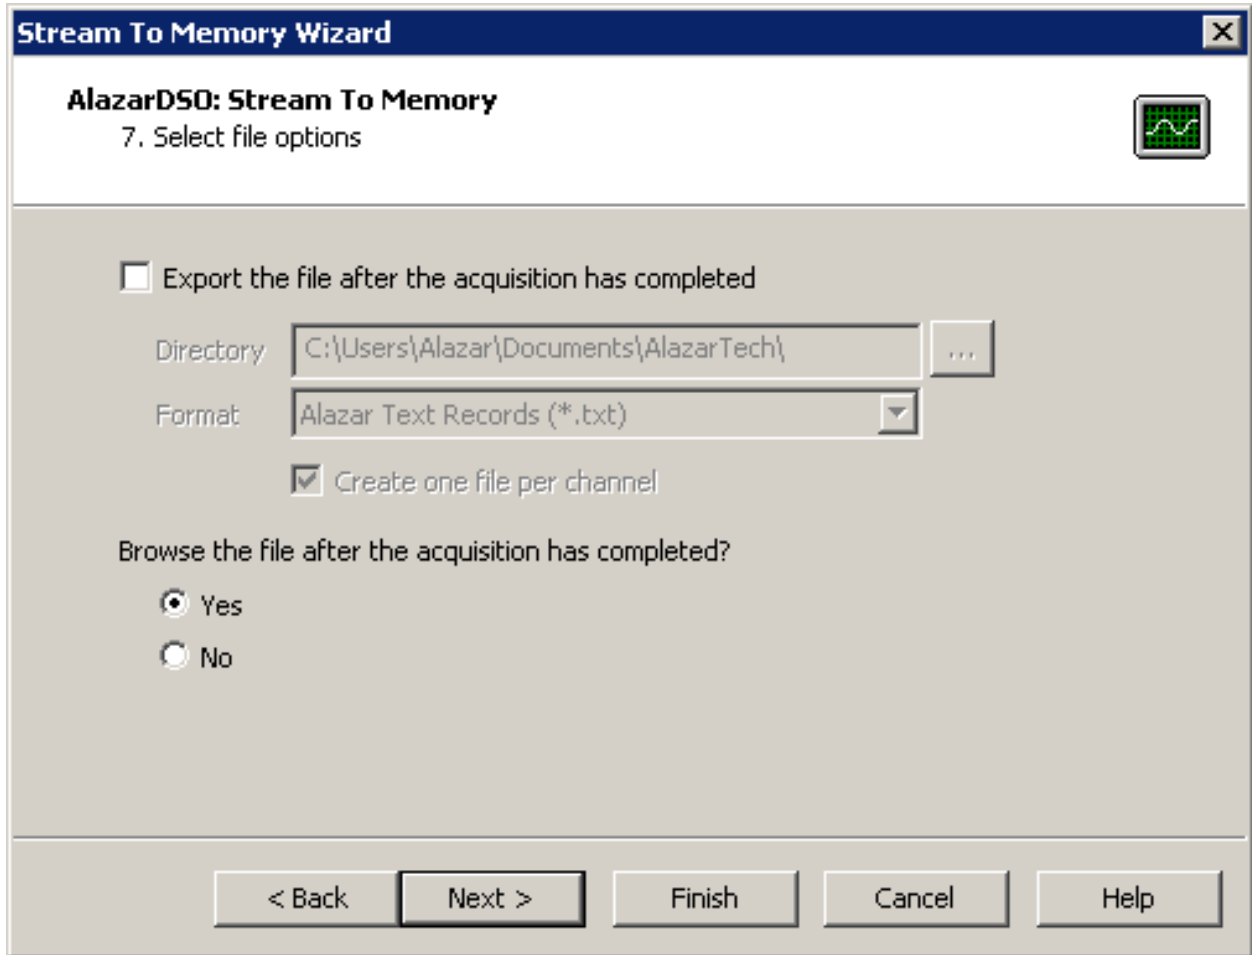 Stream To Memory Wizard
AlazarDSO: Stream To Memory
7. Select file options
Export the file after the acquisition has completed
Directory C:\Users\Alazar\Documents\AlazarTech\ ...
Format Alazar Text Records (*.txt)
Create one file per channel
Browse the file after the acquisition has completed?
Yes
No
< Back Next > Finish Cancel Help